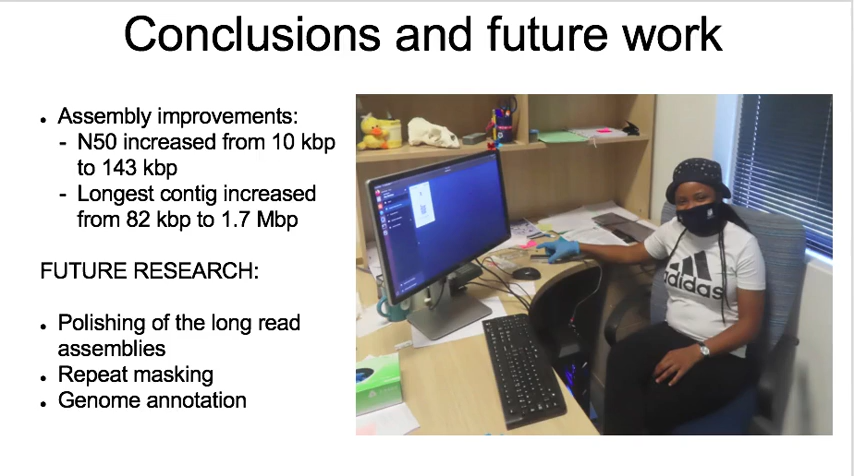 Conclusions and future work
• Assembly improvements:
- N50 increased from 10 kbp
to 143 kbp
- Longest contig increased
from 82 kbp to 1.7 Mbp
FUTURE RESEARCH:
• Polishing of the long read
assemblies
• Repeat masking
• Genome annotation
adidas